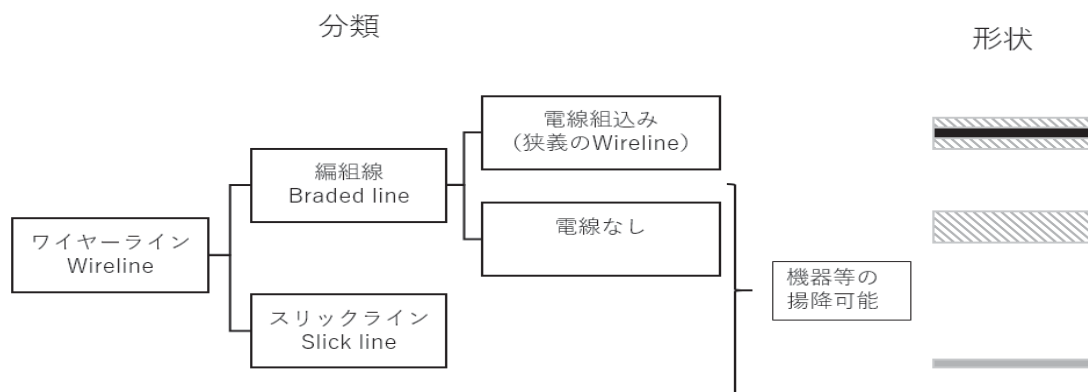 分類
形状
電線組込み
（狭義のWireline）
編組線
Braded line
電線なし
ワイヤーライン
Wireline
機器等の
揚降可能
スリックライン
Slick line